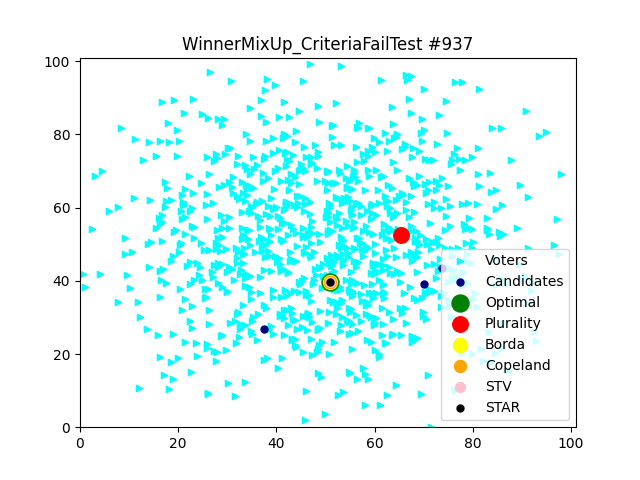 WinnerMixUp_CriteriaFailTest #937
100
80
60
40
20
0
0 20 40 60 80 100
Voters
Candidates
Optimal
Plurality
Borda
Copeland
STV
STAR